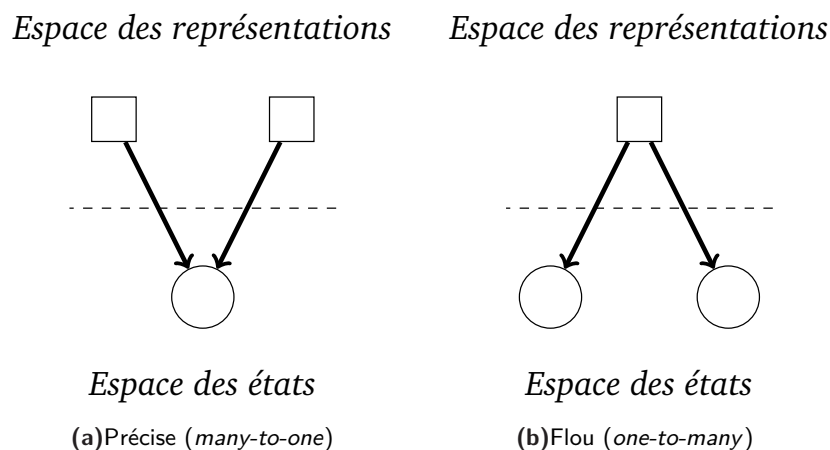 Espace des représentations
Espace des états
(a)Précise (many-to-one)
Espace des représentations
Espace des états
(b)Flou (one-to-many)